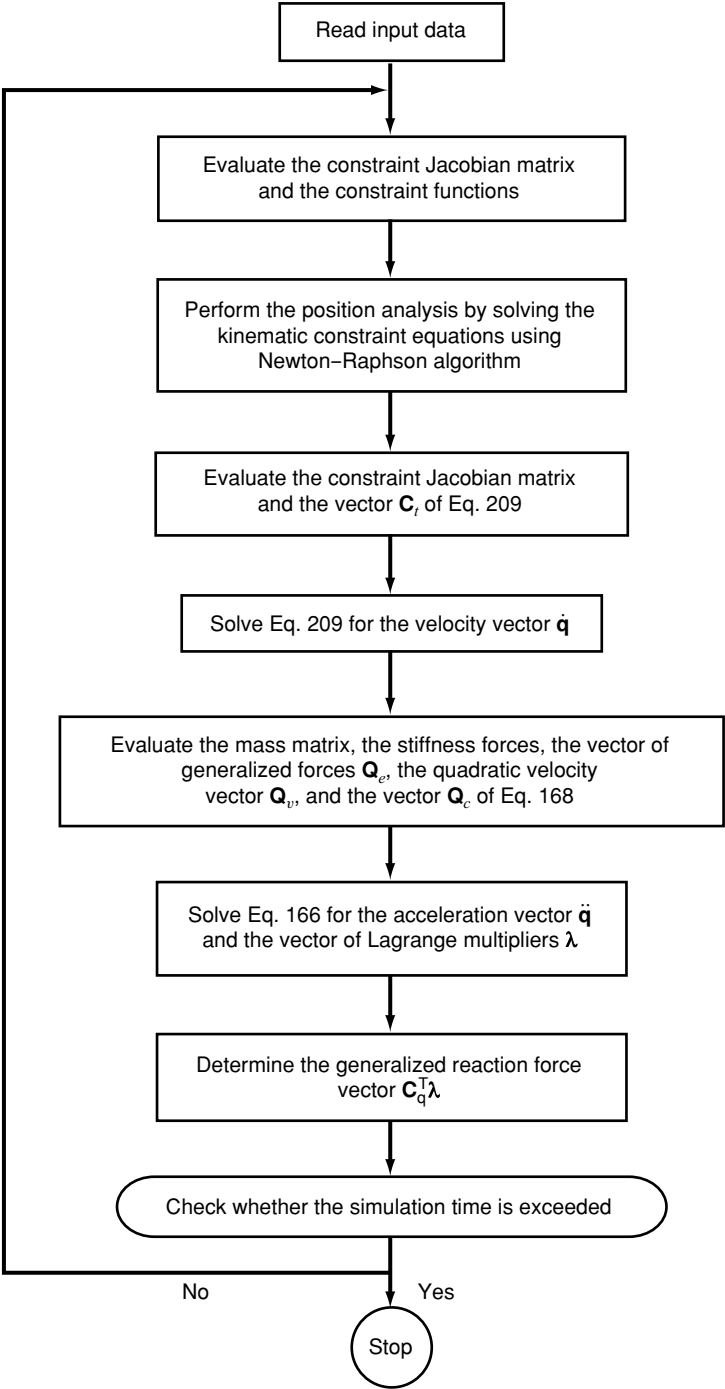 Read input data
Evaluate the constraint Jacobian matrix
and the constraint functions
Perform the position analysis by solving the
kinematic constraint equations using
Newton−Raphson algorithm
Evaluate the constraint Jacobian matrix
and the vector C_t of Eq. 209
Solve Eq. 209 for the velocity vector q̇
Evaluate the mass matrix, the stiffness forces, the vector of
generalized forces Q_e, the quadratic velocity
vector Q_v, and the vector Q_c of Eq. 168
Solve Eq. 166 for the acceleration vector q̈
and the vector of Lagrange multipliers λ
Determine the generalized reaction force
vector C_q^T λ
Check whether the simulation time is exceeded
No
Yes
Stop